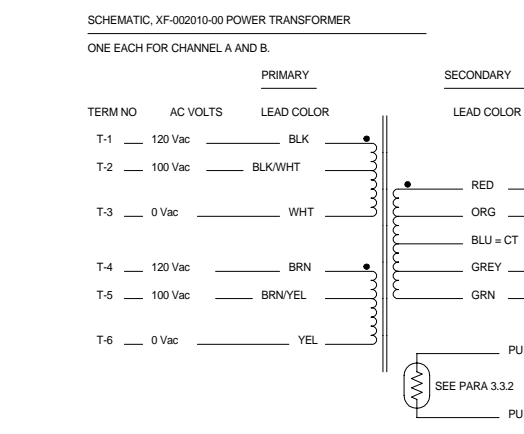 SCHEMATIC, XF-002010-00 POWER TRANSFORMER
ONE EACH FOR CHANNEL A AND B.
PRIMARY SECONDARY
TERM NO AC VOLTS LEAD COLOR LEAD COLOR
T-1 120 Vac BLK
T-2 100 Vac BLK/WHT
RED
T-3 0 Vac WHT ORG
BLU = CT
T-4 120 Vac BRN GREY
T-5 100 Vac BRN/YEL GRN
T-6 0 Vac YEL
PU
SEE PARA 3.3.2
PU